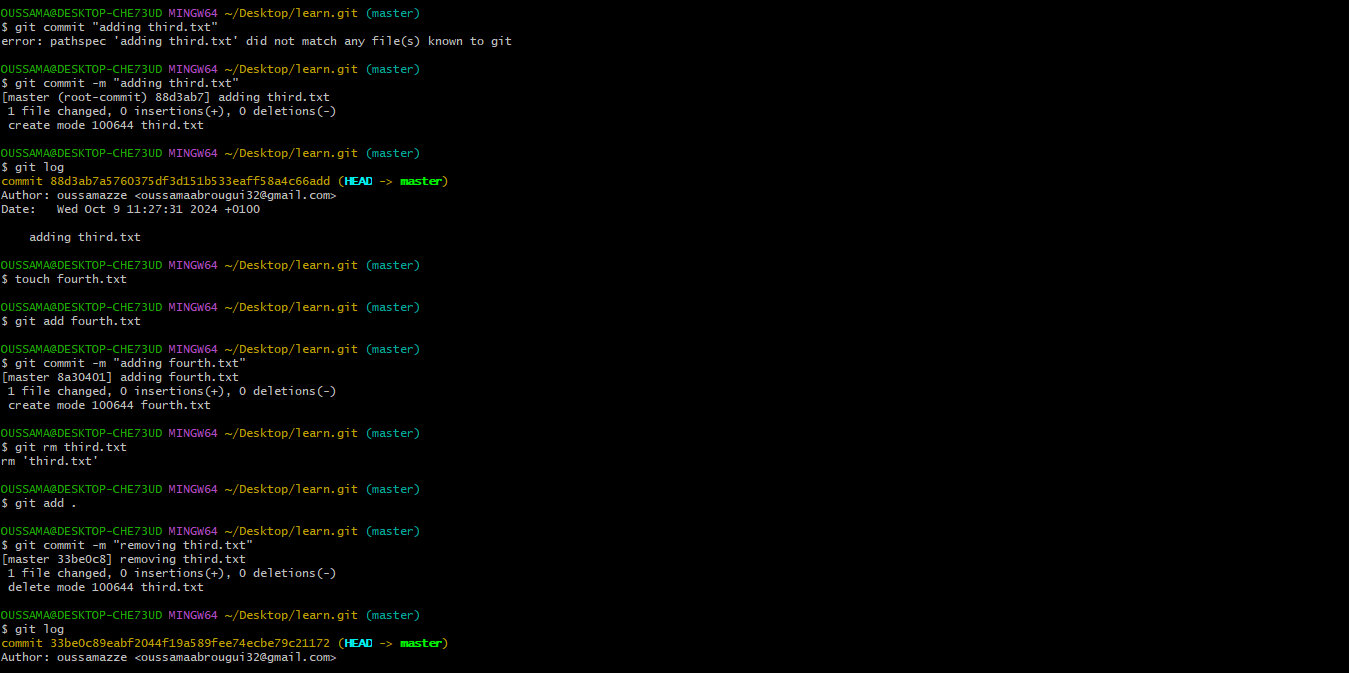 OUSSAMA@DESKTOP-CHE73UD MINGW64 ~/Desktop/learn.git (master)
$ git commit "adding third.txt"
error: pathspec 'adding third.txt' did not match any file(s) known to git
OUSSAMA@DESKTOP-CHE73UD MINGW64 ~/Desktop/learn.git (master)
$ git commit -m "adding third.txt"
[master (root-commit) 88d3ab7] adding third.txt
 1 file changed, 0 insertions(+), 0 deletions(-)
 create mode 100644 third.txt
OUSSAMA@DESKTOP-CHE73UD MINGW64 ~/Desktop/learn.git (master)
$ git log
commit 88d3ab7a5760375df3d151b533eaff58a4c66add (HEAD -> master)
Author: oussamazze <oussamaabrougui32@gmail.com>
Date:   Wed Oct 9 11:27:31 2024 +0100
    adding third.txt
OUSSAMA@DESKTOP-CHE73UD MINGW64 ~/Desktop/learn.git (master)
$ touch fourth.txt
OUSSAMA@DESKTOP-CHE73UD MINGW64 ~/Desktop/learn.git (master)
$ git add fourth.txt
OUSSAMA@DESKTOP-CHE73UD MINGW64 ~/Desktop/learn.git (master)
$ git commit -m "adding fourth.txt"
[master 8a30401] adding fourth.txt
 1 file changed, 0 insertions(+), 0 deletions(-)
 create mode 100644 fourth.txt
OUSSAMA@DESKTOP-CHE73UD MINGW64 ~/Desktop/learn.git (master)
$ git rm third.txt
rm 'third.txt'
OUSSAMA@DESKTOP-CHE73UD MINGW64 ~/Desktop/learn.git (master)
$ git add .
OUSSAMA@DESKTOP-CHE73UD MINGW64 ~/Desktop/learn.git (master)
$ git commit -m "removing third.txt"
[master 33be0c8] removing third.txt
 1 file changed, 0 insertions(+), 0 deletions(-)
 delete mode 100644 third.txt
OUSSAMA@DESKTOP-CHE73UD MINGW64 ~/Desktop/learn.git (master)
$ git log
commit 33be0c89eabf2044f19a589fee74ecbe79c21172 (HEAD -> master)
Author: oussamazze <oussamaabrougui32@gmail.com>